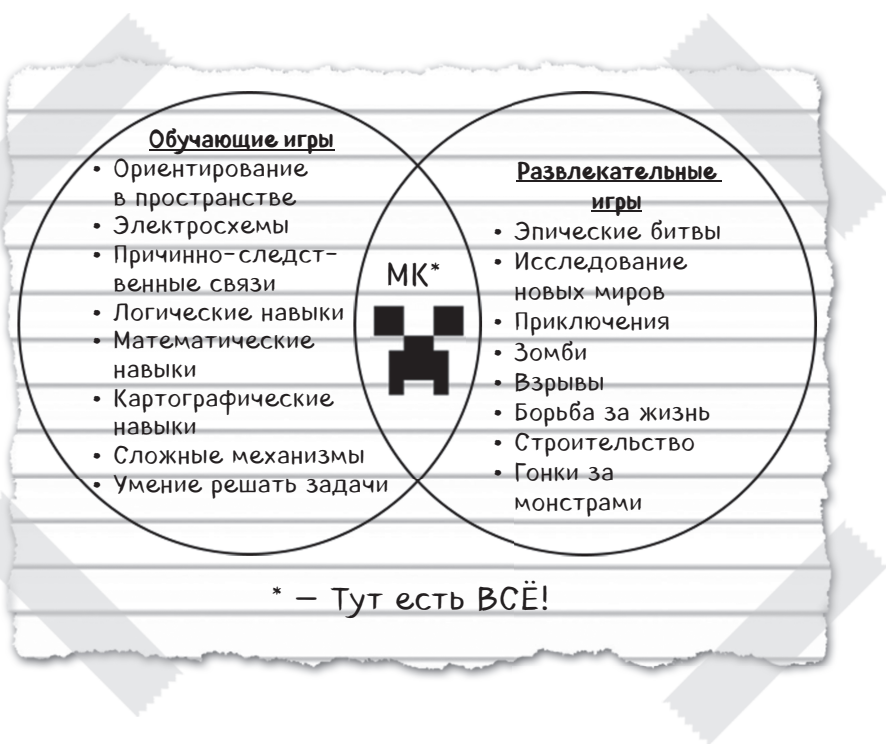 Обучающие игры
• Ориентирование
в пространстве
• Электросхемы
• Причинно-следст-
венные связи
• Логические навыки
• Математические
навыки
• Картографические
навыки
• Сложные механизмы
• Умение решать задачи
МК*
Развлекательные
игры
• Эпические битвы
• Исследование
новых миров
• Приключения
• Зомби
• Взрывы
• Борьба за жизнь
• Строительство
• Гонки за
монстрами
* — Тут есть ВСЁ!